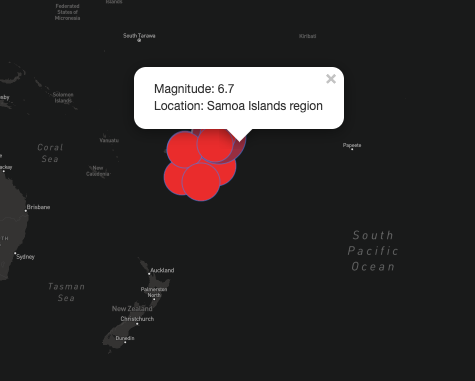 Islands
Federated
States of
Micronesia
South Tarawa
Kiribati
×
Magnitude: 6.7
Location: Samoa Islands region
Solomon
Islands
Coral
Sea
Vanuatu
Papeete
New
Caledonia
Brisbane
South
Pacific
Ocean
Sydney
Auckland
Tasman
Sea
Palmerston
North
New Zealand
Christchurch
Dunedin